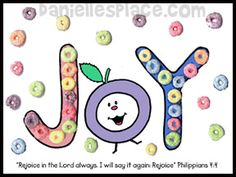 DaniellesPlace.com
JOY
"Rejoice in the Lord always. I will say it again: Rejoice" Philippians 4:4